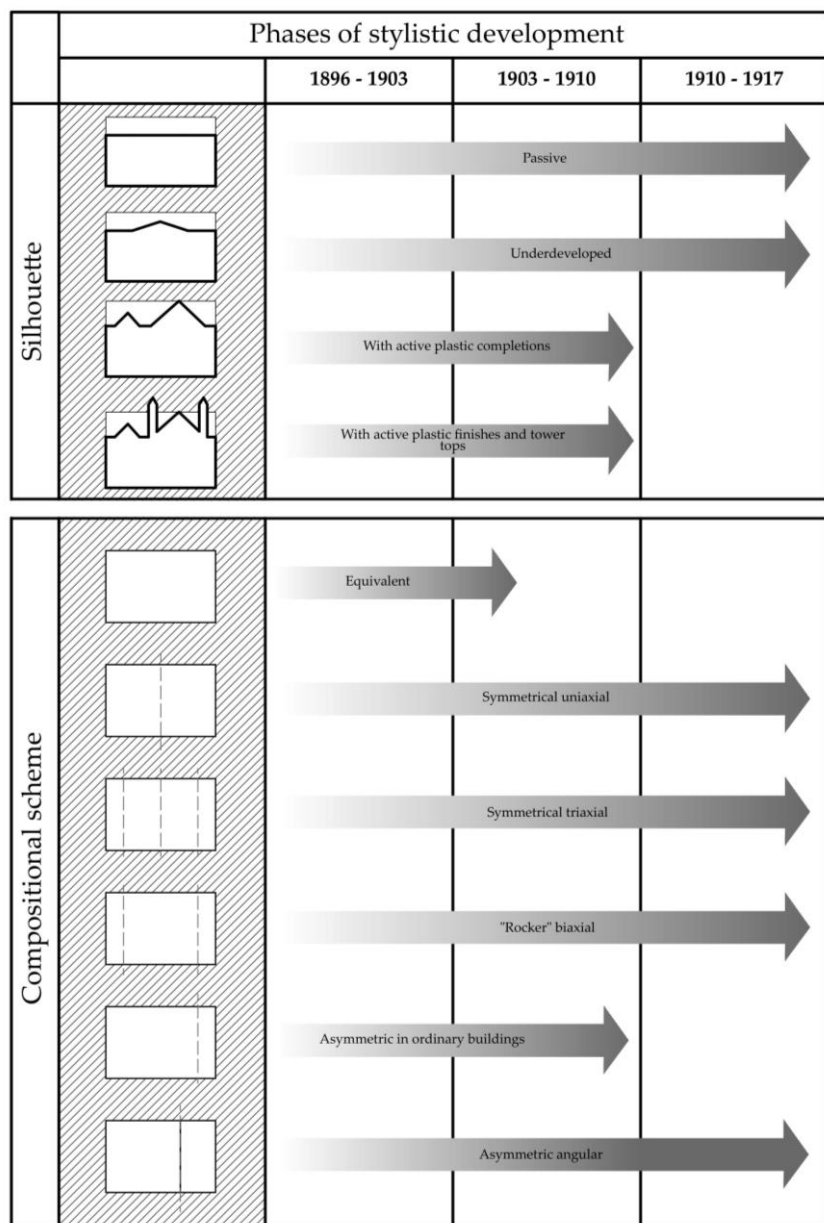 Phases of stylistic development
1896 - 1903
1903 - 1910
1910 - 1917
Silhouette
Passive
Underdeveloped
With active plastic completions
With active plastic finishes and tower
tops
Compositional scheme
Equivalent
Symmetrical uniaxial
Symmetrical triaxial
"Rocker" biaxial
Asymmetric in ordinary buildings
Asymmetric angular